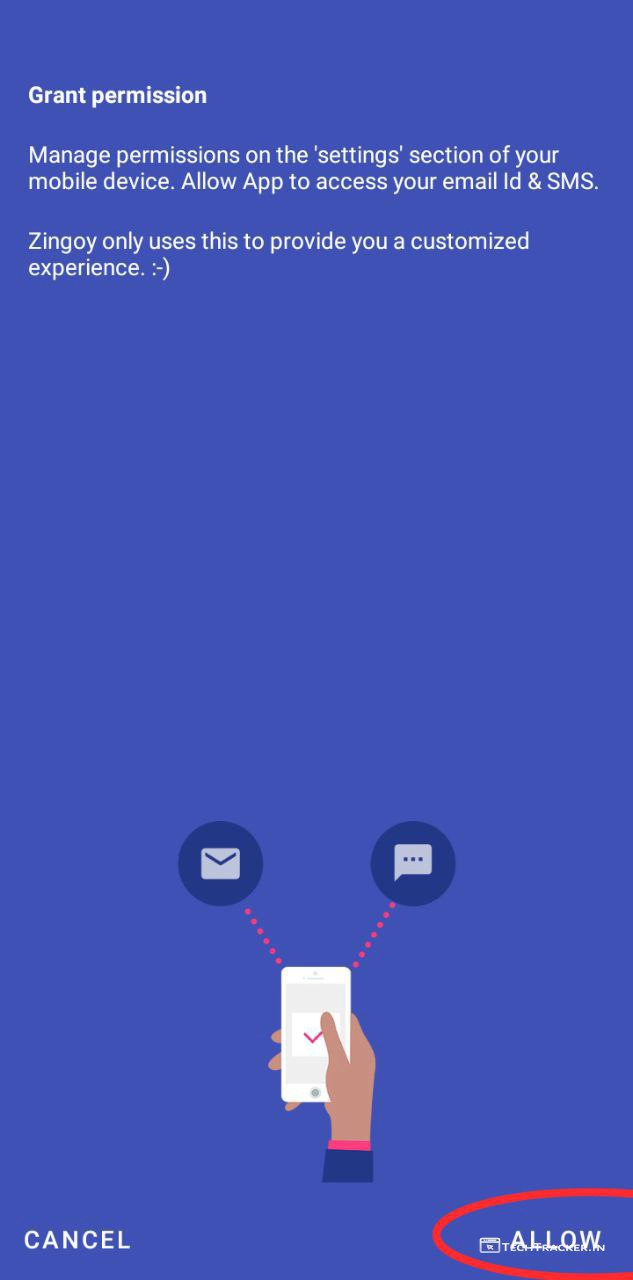 Grant permission
Manage permissions on the 'settings' section of your
mobile device. Allow App to access your email Id & SMS.
Zingoy only uses this to provide you a customized
experience. :-)
CANCEL
ALLOW
TECHTRACKER.IN